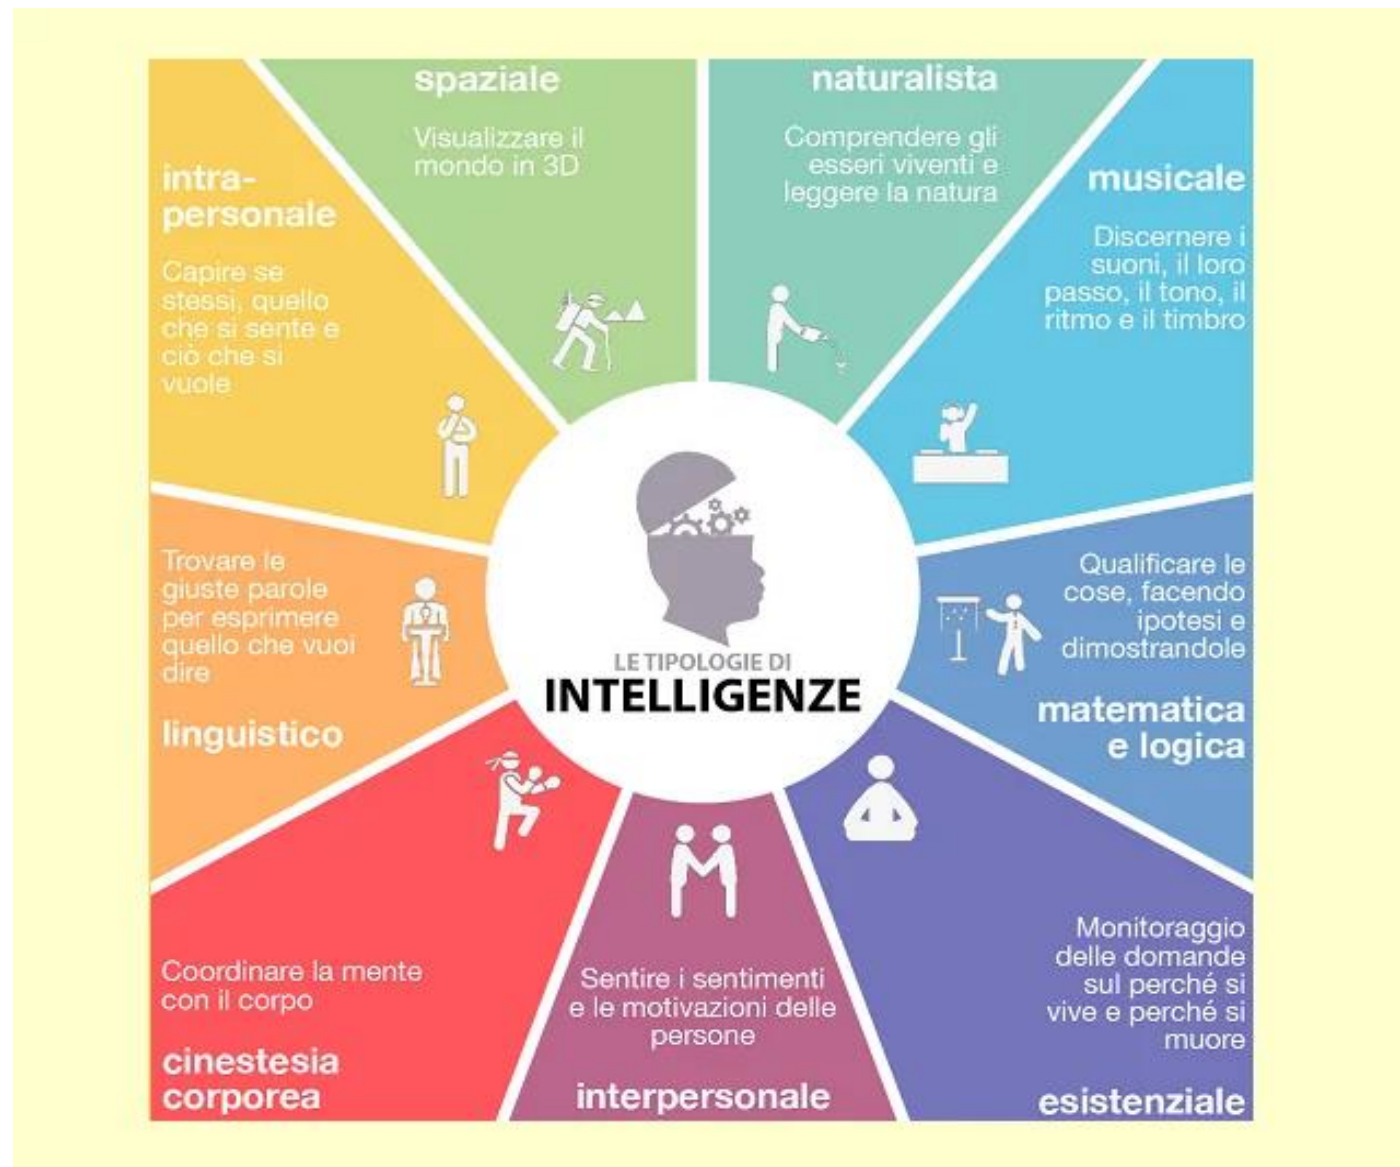 spaziale
Visualizzare il
mondo in 3D
naturalista
Comprendere gli
esseri viventi e
leggere la natura
musicale
Discernere i
suoni, il loro
passo, il tono, il
ritmo e il timbro
intra-
personale
Capire se
stessi, quello
che si sente e
ciò che si
vuole
Trovare le
giuste parole
per esprimere
quello che vuoi
dire
linguistico
LE TIPOLOGIE DI
INTELLIGENZE
Qualificare le
cose, facendo
ipotesi e
dimostrandole
matematica
e logica
Coordinare la mente
con il corpo
cinestesia
corporea
Sentire i sentimenti
e le motivazioni delle
persone
interpersonale
Monitoraggio
delle domande
sul perché si
vive e perché si
muore
esistenziale